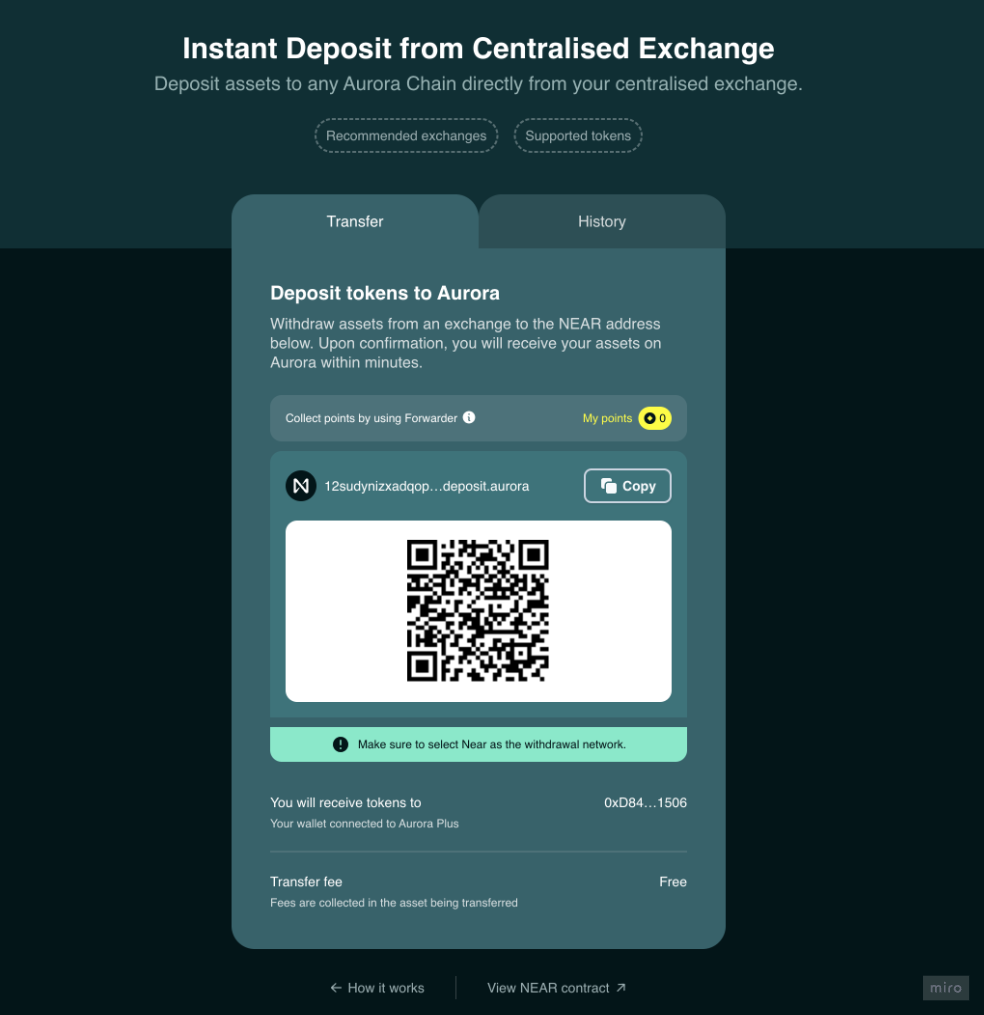 Instant Deposit from Centralised Exchange
Deposit assets to any Aurora Chain directly from your centralised exchange.
Recommended exchanges
Supported tokens
Transfer
History
Deposit tokens to Aurora
Withdraw assets from an exchange to the NEAR address
below. Upon confirmation, you will receive your assets on
Aurora within minutes.
Collect points by using Forwarder
My points 0
12sudynizxadqop...deposit.aurora
Copy
Make sure to select Near as the withdrawal network.
You will receive tokens to
0xD84...1506
Your wallet connected to Aurora Plus
Transfer fee
Free
Fees are collected in the asset being transferred
← How it works
View NEAR contract ↗
miro